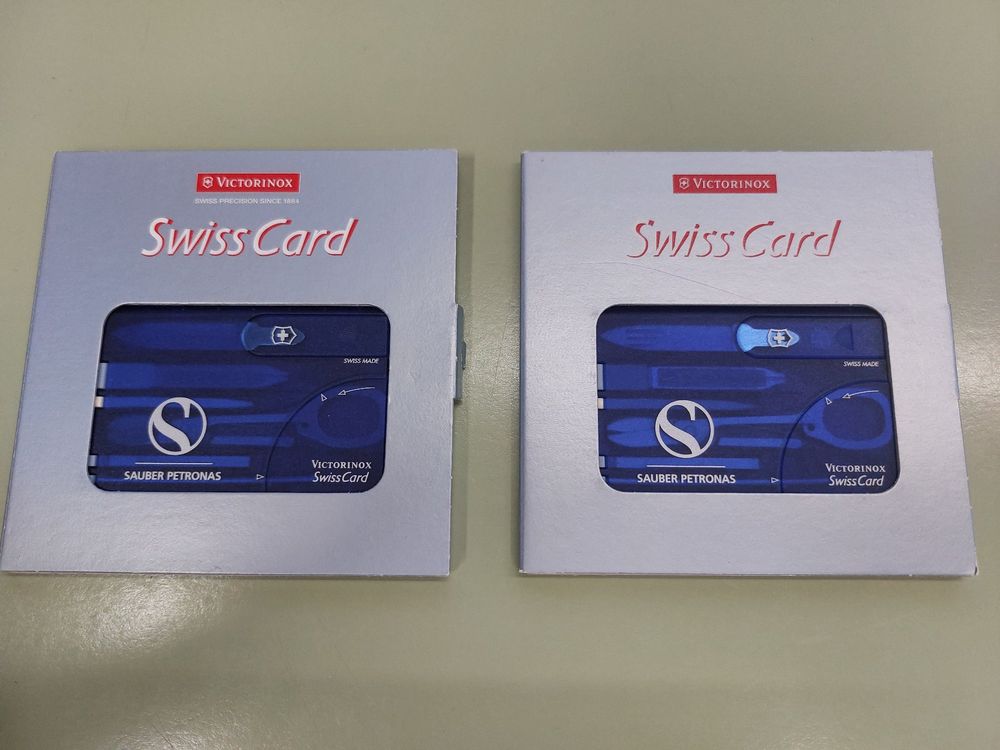 VICTORINOX
SWISS PRECISION SINCE 1884
Swiss Card
SWISS MADE
S
SAUBER PETRONAS
VICTORINOX
SwissCard
VICTORINOX
Swiss Card
SWISS MADE
S
SAUBER PETRONAS
VICTORINOX
SwissCard